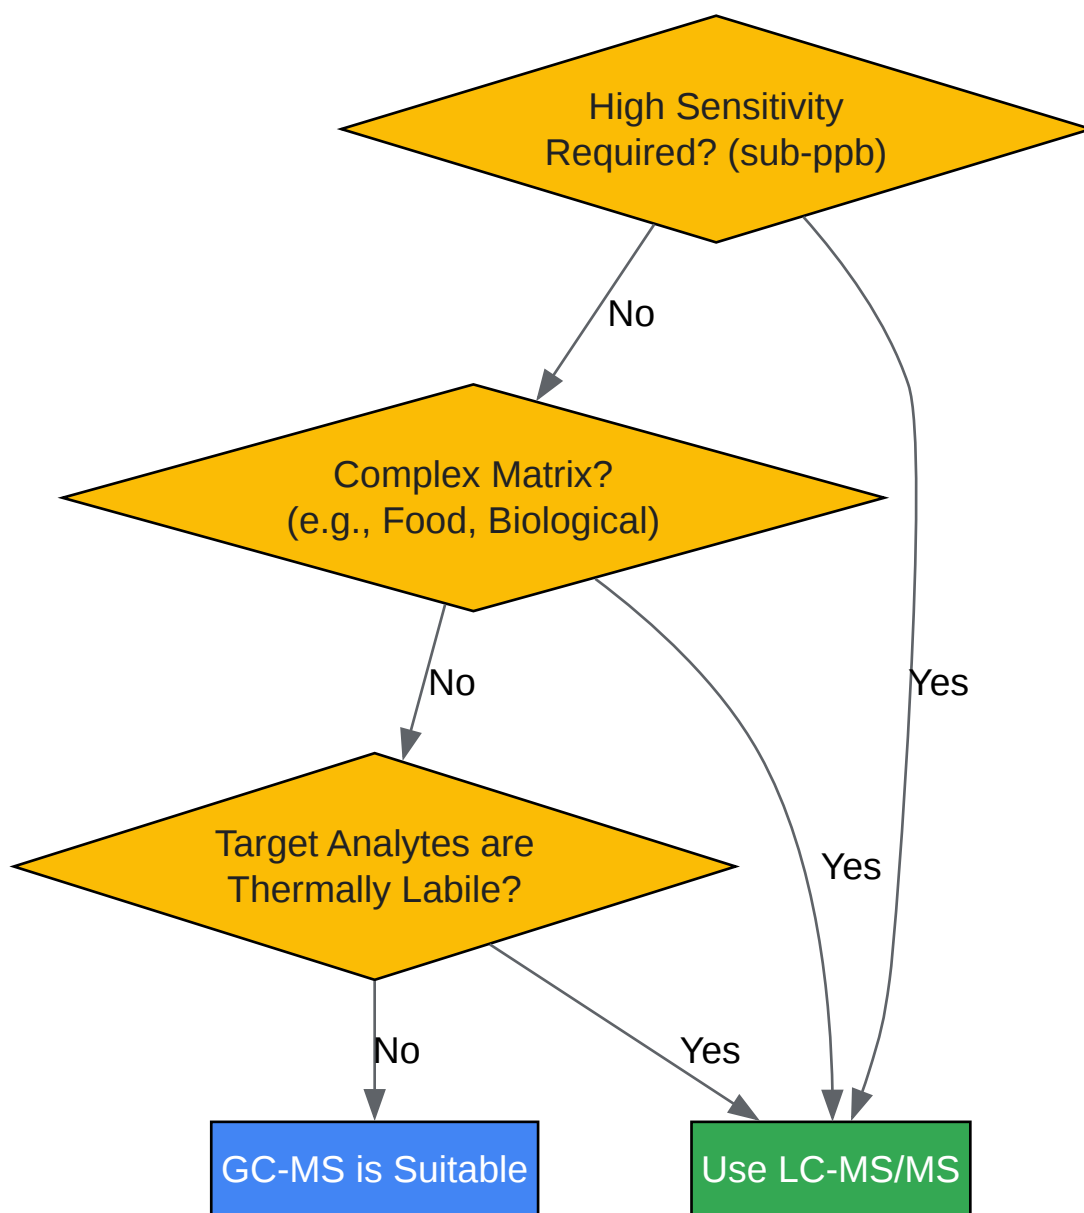 High Sensitivity
Required? (sub-ppb)
No
Complex Matrix?
(e.g., Food, Biological)
No
Yes
Target Analytes are
Thermally Labile?
Yes
No
Yes
GC-MS is Suitable
Use LC-MS/MS